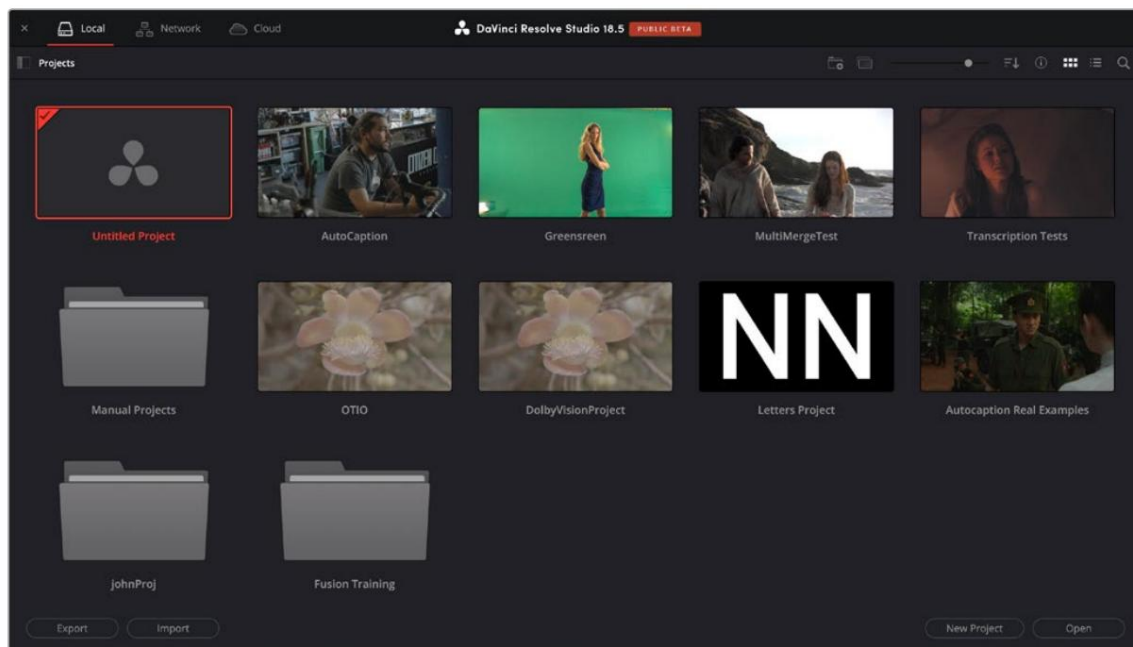 Local Network Cloud DaVinci Resolve Studio 18.5 PUBLIC BETA
Projects
Untitled Project AutoCaption Greensreen MultiMergeTest Transcription Tests
NN
Manual Projects OTIO DolbyVisionProject Letters Project Autocaption Real Examples
johnProj Fusion Training
Export Import New Project Open